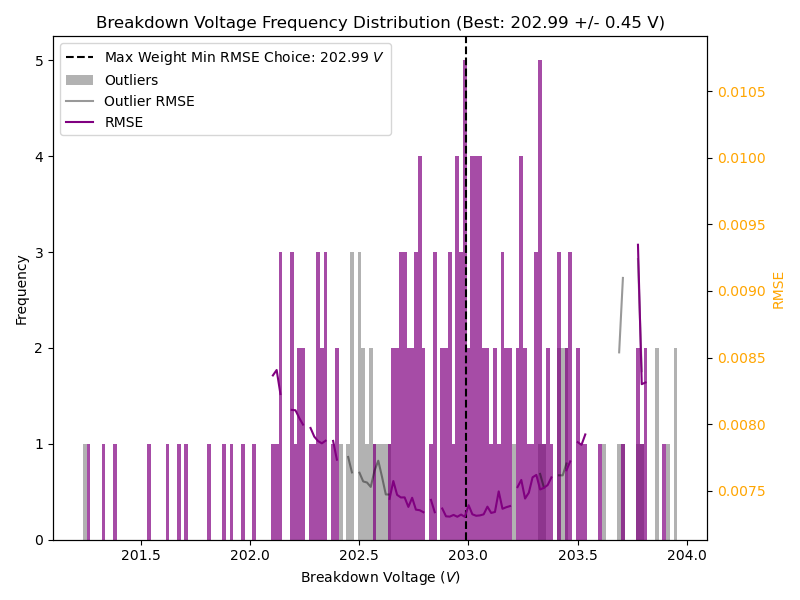 Breakdown Voltage Frequency Distribution (Best: 202.99 +/- 0.45 V)
Max Weight Min RMSE Choice: 202.99 V
Outliers
Outlier RMSE
RMSE
5
4
3
2
1
0
Frequency
0.0105
0.0100
0.0095
0.0090
0.0085
0.0080
0.0075
RMSE
201.5 202.0 202.5 203.0 203.5 204.0
Breakdown Voltage (V)